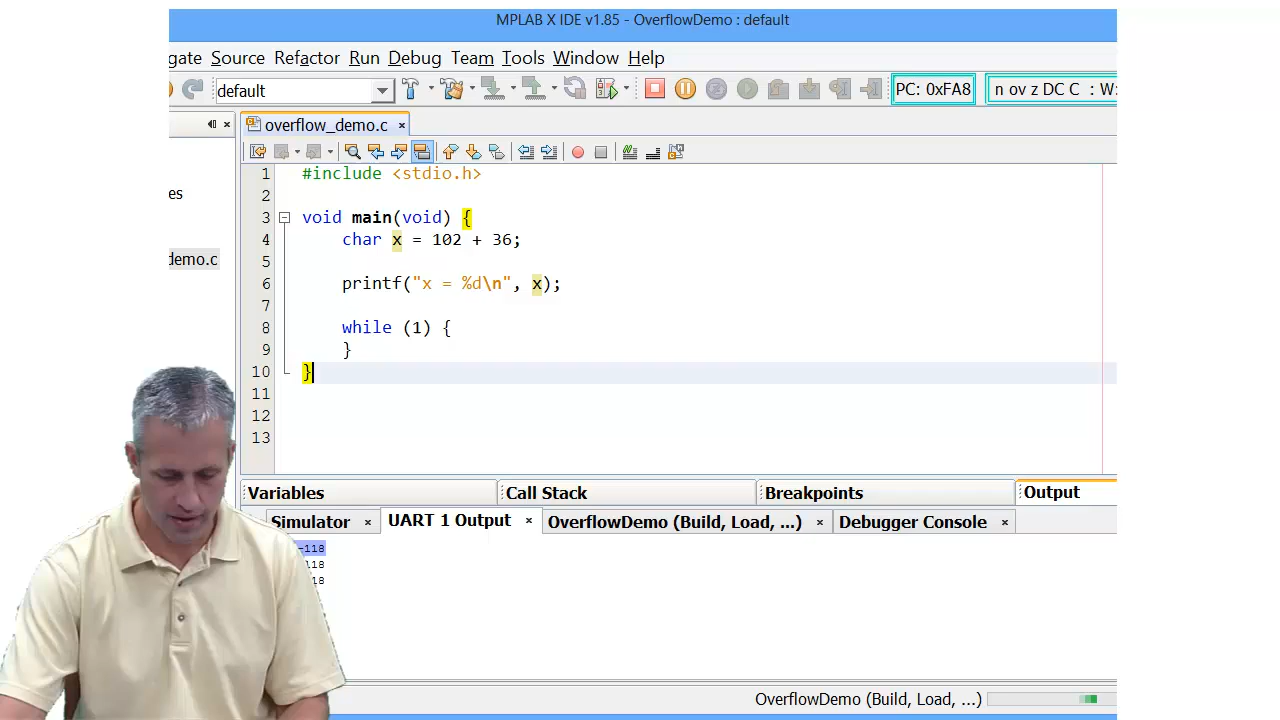 MPLAB X IDE v1.85 - OverflowDemo : default
gate Source Refactor Run Debug Team Tools Window Help
default
PC: 0xFA8
n ov z DC C : W:
overflow_demo.c
es
demo.c
1 #include <stdio.h>
2
3 void main(void) {
4 char x = 102 + 36;
5
6 printf("x = %d\n", x);
7
8 while (1) {
9 }
10 }
11
12
13
Variables Call Stack Breakpoints Output
Simulator UART 1 Output OverflowDemo (Build, Load, ...) Debugger Console
-118
118
18
OverflowDemo (Build, Load, ...)